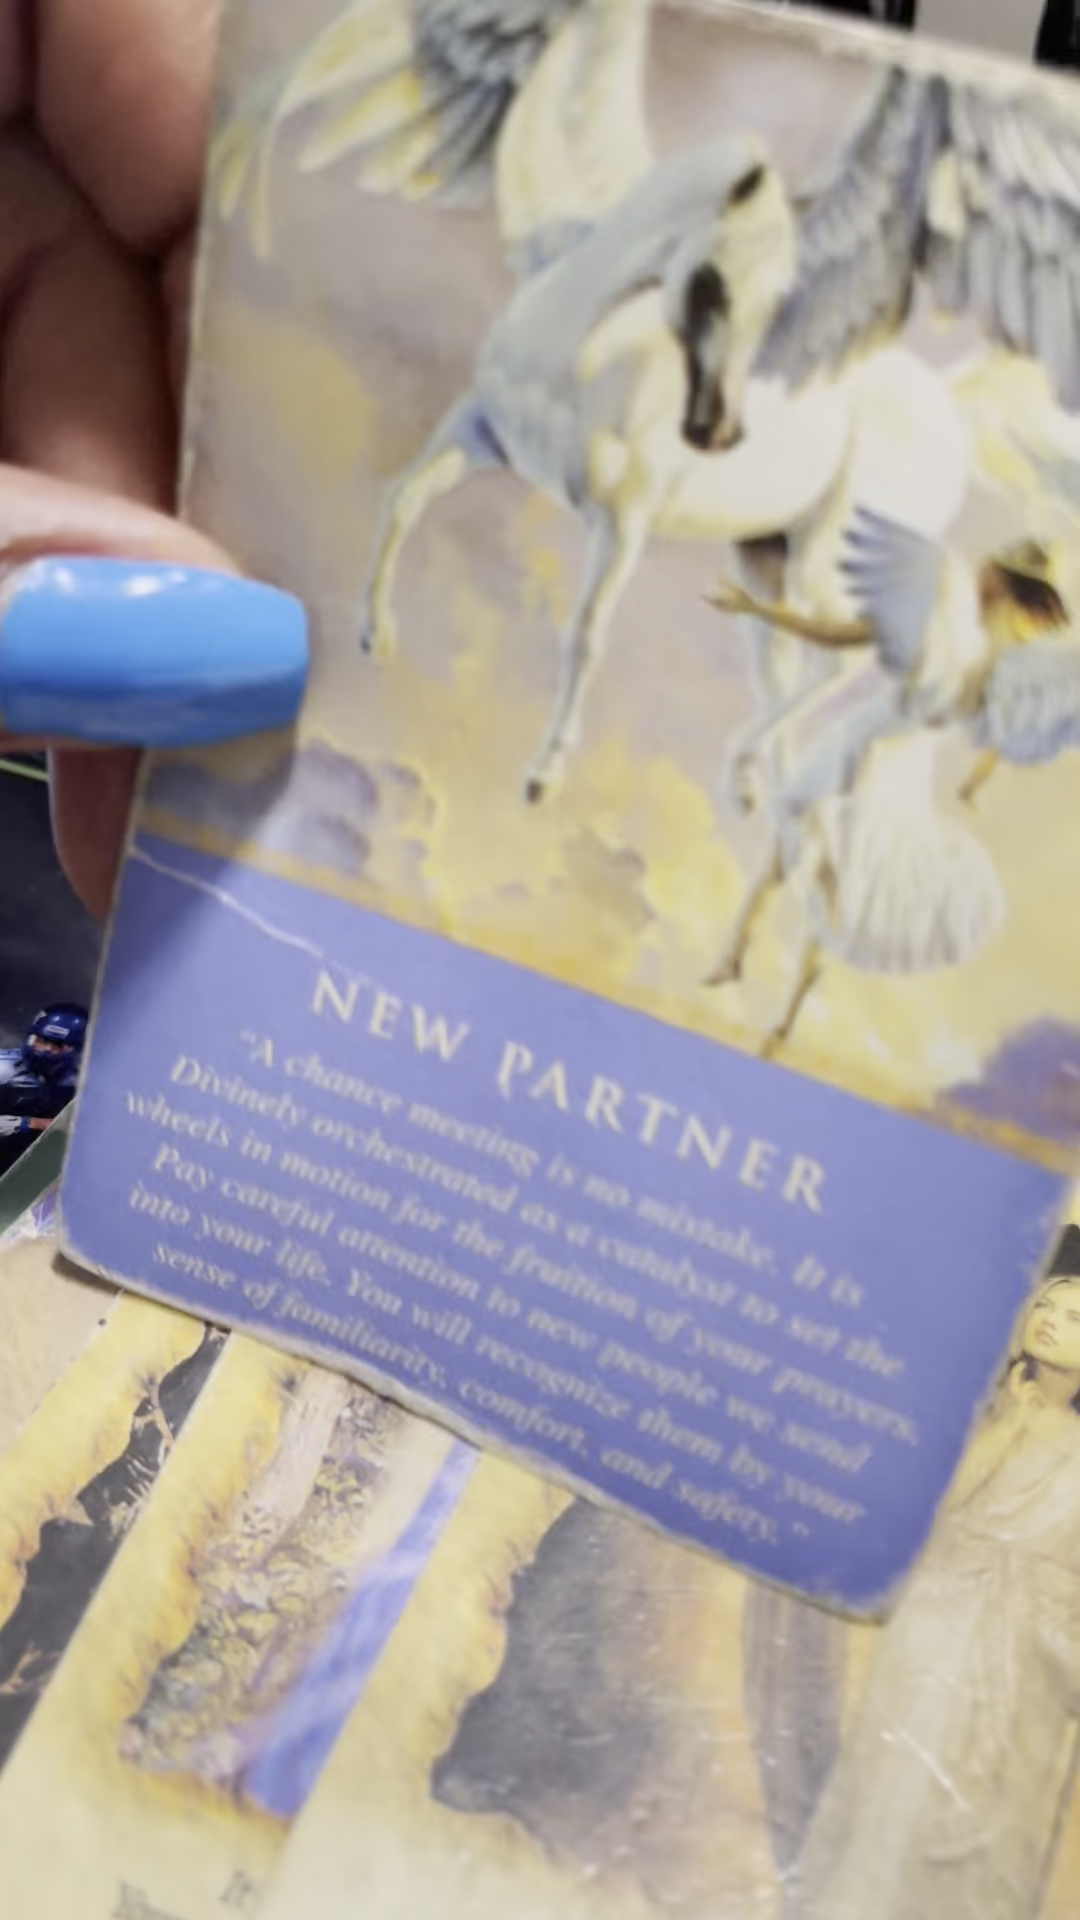 NEW PARTNER
"A chance meeting is no mistake. It is
Divinely orchestrated as a catalyst to set the
wheels in motion for the fruition of your prayers.
Pay careful attention to new people we send
into your life. You will recognize them by your
sense of familiarity, comfort, and safety."